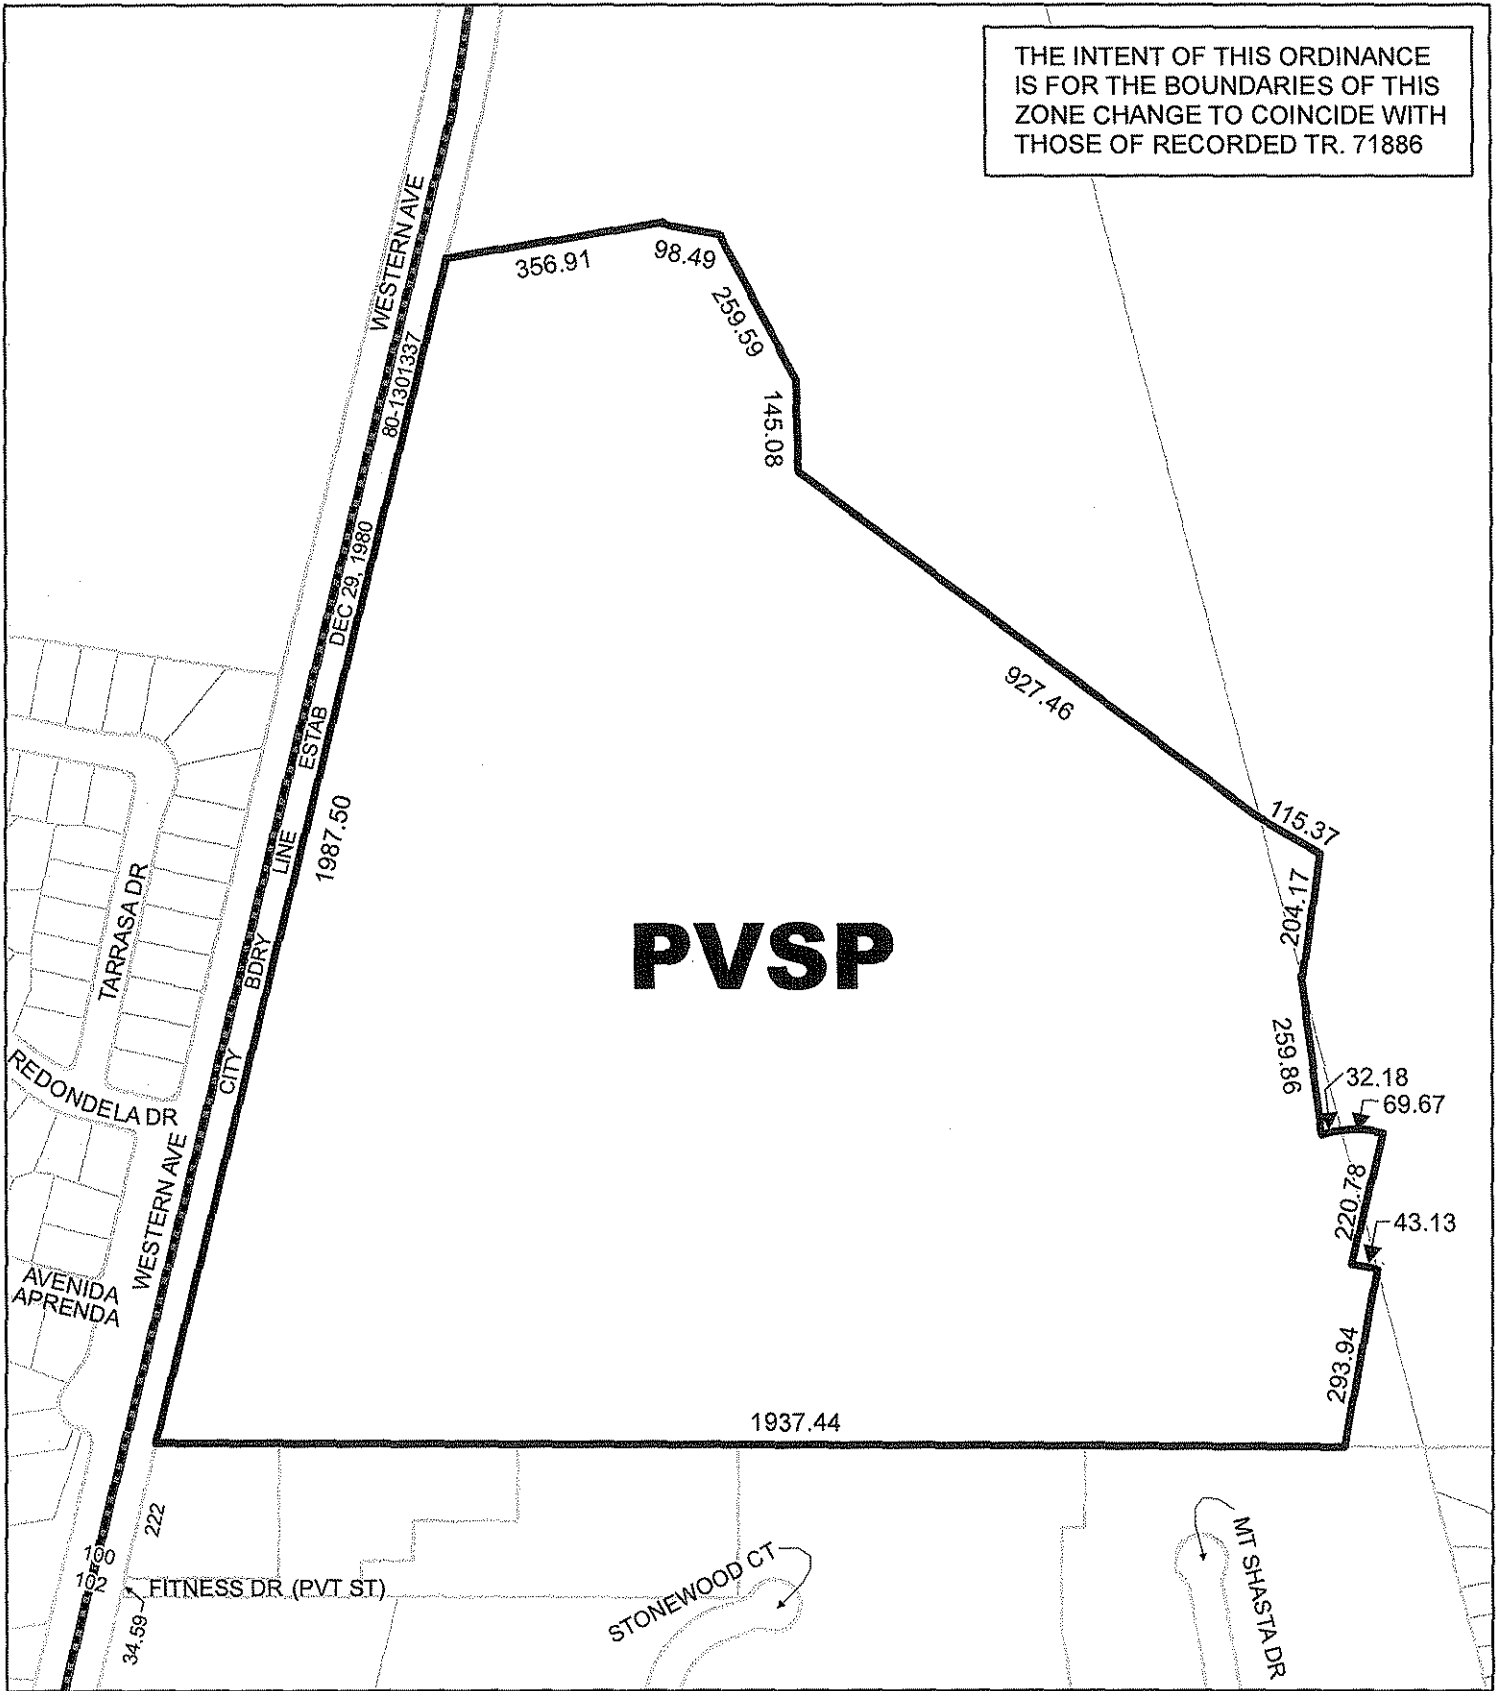 THE INTENT OF THIS ORDINANCE
IS FOR THE BOUNDARIES OF THIS
ZONE CHANGE TO COINCIDE WITH
THOSE OF RECORDED TR. 71886
WESTERN AVE
356.91
98.49
259.59
145.08
80-1301337
DEC 29, 1980
ESTAB
LINE
BDRY
CITY
1987.50
927.46
115.37
204.17
259.86
32.18
69.67
220.78
43.13
293.94
PVSP
TARRASA DR
REDONDELA DR
WESTERN AVE
AVENIDA
APRENDA
1937.44
222
100
102
FITNESS DR (PVT ST)
34.59
STONEWOOD CT
MT SHASTA DR